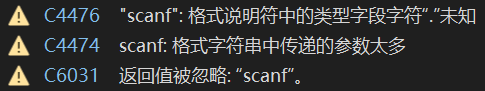 C4476 "scanf": 格式说明符中的类型字段字符“.”未知
C4474 scanf: 格式字符串中传递的参数太多
C6031 返回值被忽略: “scanf”。